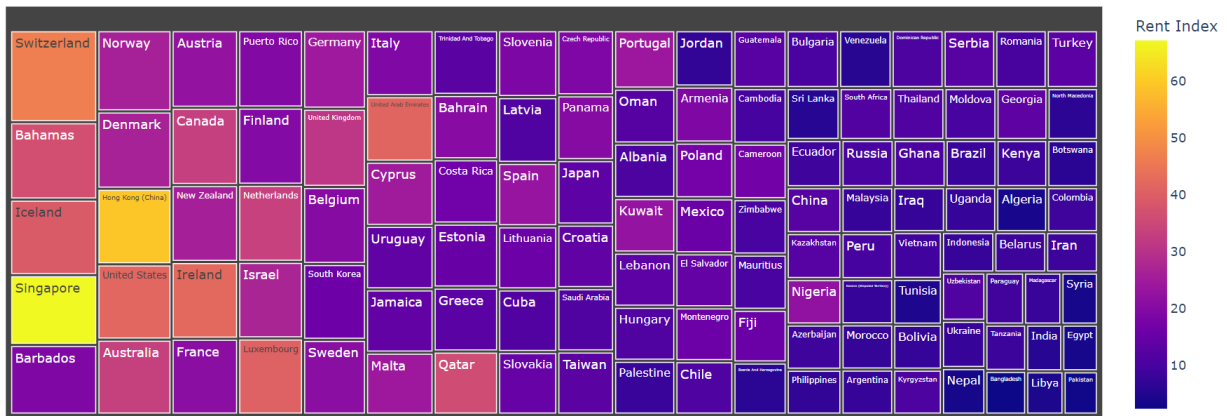 Rent Index
Switzerland
Bahamas
Iceland
Singapore
Barbados
Norway
Denmark
Hong Kong (China)
United States
Australia
Austria
Canada
New Zealand
Ireland
France
Puerto Rico
Finland
Netherlands
Israel
Luxembourg
Germany
United Kingdom
Belgium
South Korea
Sweden
Italy
United Arab Emirates
Cyprus
Uruguay
Jamaica
Malta
Trinidad And Tobago
Bahrain
Costa Rica
Estonia
Greece
Qatar
Slovenia
Latvia
Spain
Lithuania
Cuba
Slovakia
Czech Republic
Panama
Japan
Croatia
Saudi Arabia
Taiwan
Portugal
Oman
Albania
Kuwait
Lebanon
Hungary
Palestine
Jordan
Armenia
Poland
Mexico
El Salvador
Montenegro
Chile
Guatemala
Cambodia
Cameroon
Zimbabwe
Mauritius
Fiji
Bosnia And Herzegovina
Bulgaria
Sri Lanka
Ecuador
China
Kazakhstan
Nigeria
Azerbaijan
Philippines
Venezuela
South Africa
Russia
Malaysia
Peru
Kosovo (Disputed Territory)
Morocco
Argentina
Dominican Republic
Thailand
Ghana
Iraq
Vietnam
Tunisia
Bolivia
Kyrgyzstan
Serbia
Moldova
Brazil
Uganda
Indonesia
Uzbekistan
Ukraine
Nepal
Romania
Georgia
Kenya
Algeria
Belarus
Paraguay
Tanzania
Bangladesh
Turkey
North Macedonia
Botswana
Colombia
Iran
Madagascar
India
Libya
Syria
Egypt
Pakistan
60
50
40
30
20
10